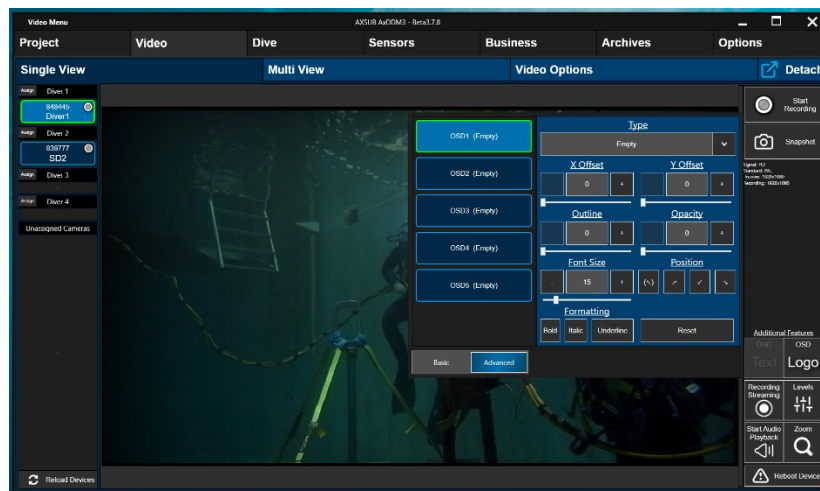 Video Menu
AXSUB AxDDM3 - Beta3.7.8
Project Video Dive Sensors Business Archives Options
Single View Multi View Video Options Detach
Assign Diver 1
848445
Diver1
Assign Diver 2
839777
SD2
Assign Diver 3
Assign Diver 4
Unassigned Cameras
Reload Devices
OSD1 (Empty)
OSD2 (Empty)
OSD3 (Empty)
OSD4 (Empty)
OSD5 (Empty)
Basic Advanced
Type
Empty
X Offset Y Offset
- 0 + - 0 +
Outline Opacity
- 0 + - 0 +
Font Size Position
- 15 +
Formatting
Bold Italic Underline Reset
Start
Recording
Snapshot
Additional Features
OSD OSD
Text Logo
Recording Levels
Streaming
Start Audio Zoom
Playback
Reboot Device